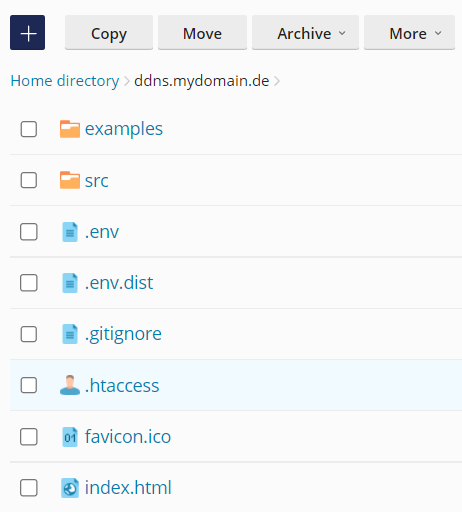 Copy Move Archive More
Home directory ddns.mydomain.de
examples
src
.env
.env.dist
.gitignore
.htaccess
01 favicon.ico
index.html